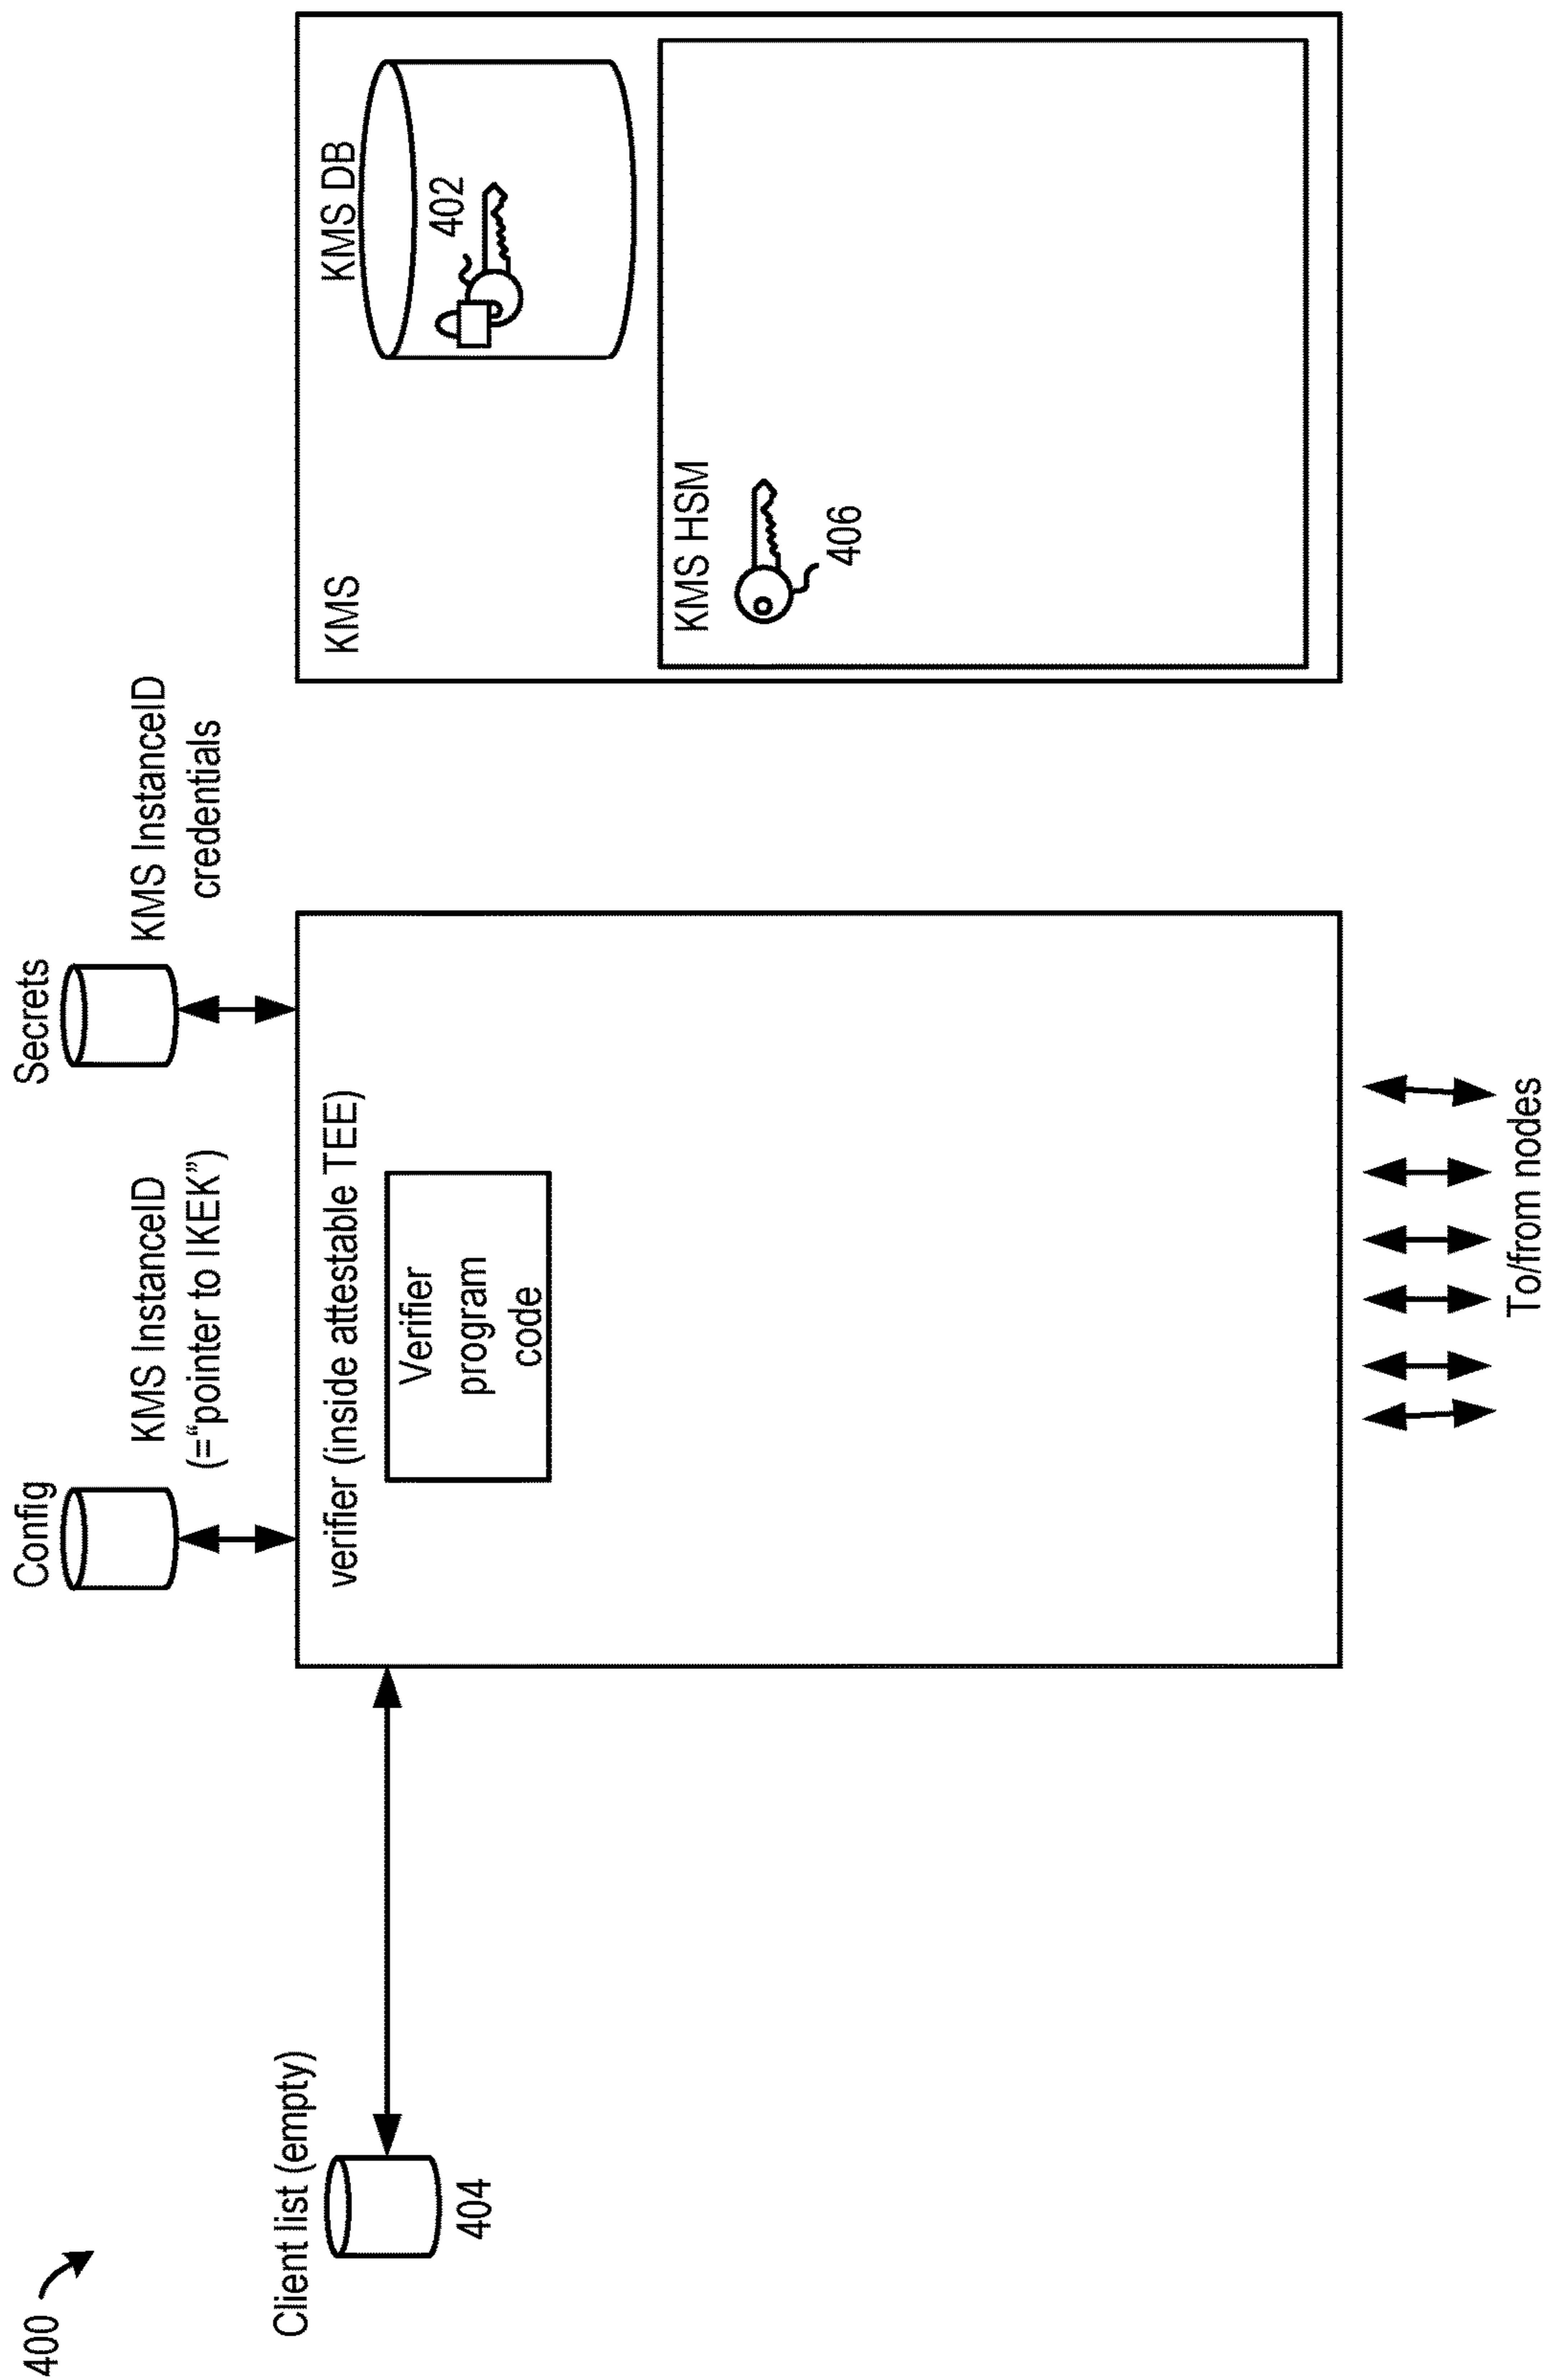 400
Client list (empty)
404
Config
KMS InstanceID
(=“pointer to IKEK”)
Secrets
KMS InstanceID
credentials
verifier (inside attestable TEE)
Verifier
program
code
To/from nodes
KMS
KMS DB
402
KMS HSM
406